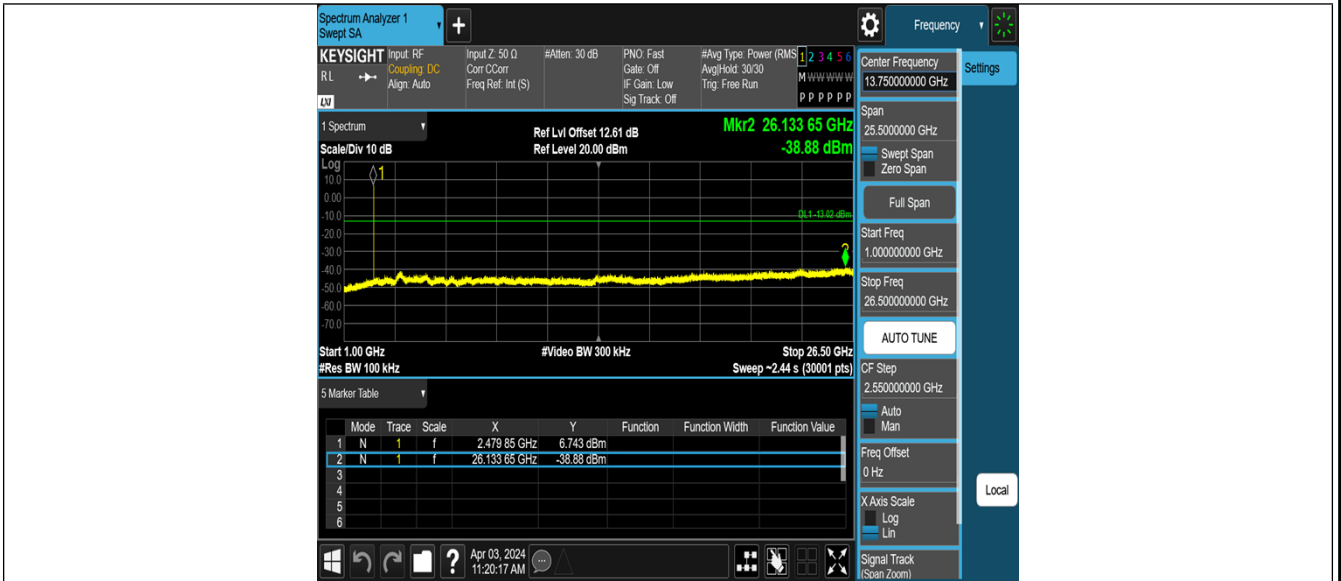 Spectrum Analyzer 1
Swept SA
+
Frequency
KEYSIGHT
RL
LXI
Input: RF
Coupling: DC
Align: Auto
Input Z: 50 Ω
Corr CCorr
Freq Ref: Int (S)
#Atten: 30 dB
PNO: Fast
Gate: Off
IF Gain: Low
Sig Track: Off
#Avg Type: Power (RMS
Avg|Hold: 30/30
Trig: Free Run
1 2 3 4 5 6
M W W W W W
P P P P P P
1 Spectrum
Scale/Div 10 dB
Ref Lvl Offset 12.61 dB
Ref Level 20.00 dBm
Mkr2 26.133 65 GHz
-38.88 dBm
Log
1
10.0
0.00
-10.0
DL1 -13.02 dBm
-20.0
-30.0
2
-40.0
-50.0
-60.0
-70.0
Start 1.00 GHz
#Video BW 300 kHz
Stop 26.50 GHz
#Res BW 100 kHz
Sweep ~2.44 s (30001 pts)
5 Marker Table
Mode Trace Scale X Y Function Function Width Function Value
1 N 1 f 2.479 85 GHz 6.743 dBm
2 N 1 f 26.133 65 GHz -38.88 dBm
3
4
5
6
?
Apr 03, 2024
11:20:17 AM
Center Frequency
13.750000000 GHz
Settings
Span
25.5000000 GHz
Swept Span
Zero Span
Full Span
Start Freq
1.000000000 GHz
Stop Freq
26.500000000 GHz
AUTO TUNE
CF Step
2.550000000 GHz
Auto
Man
Freq Offset
0 Hz
Local
X Axis Scale
Log
Lin
Signal Track
(Span Zoom)